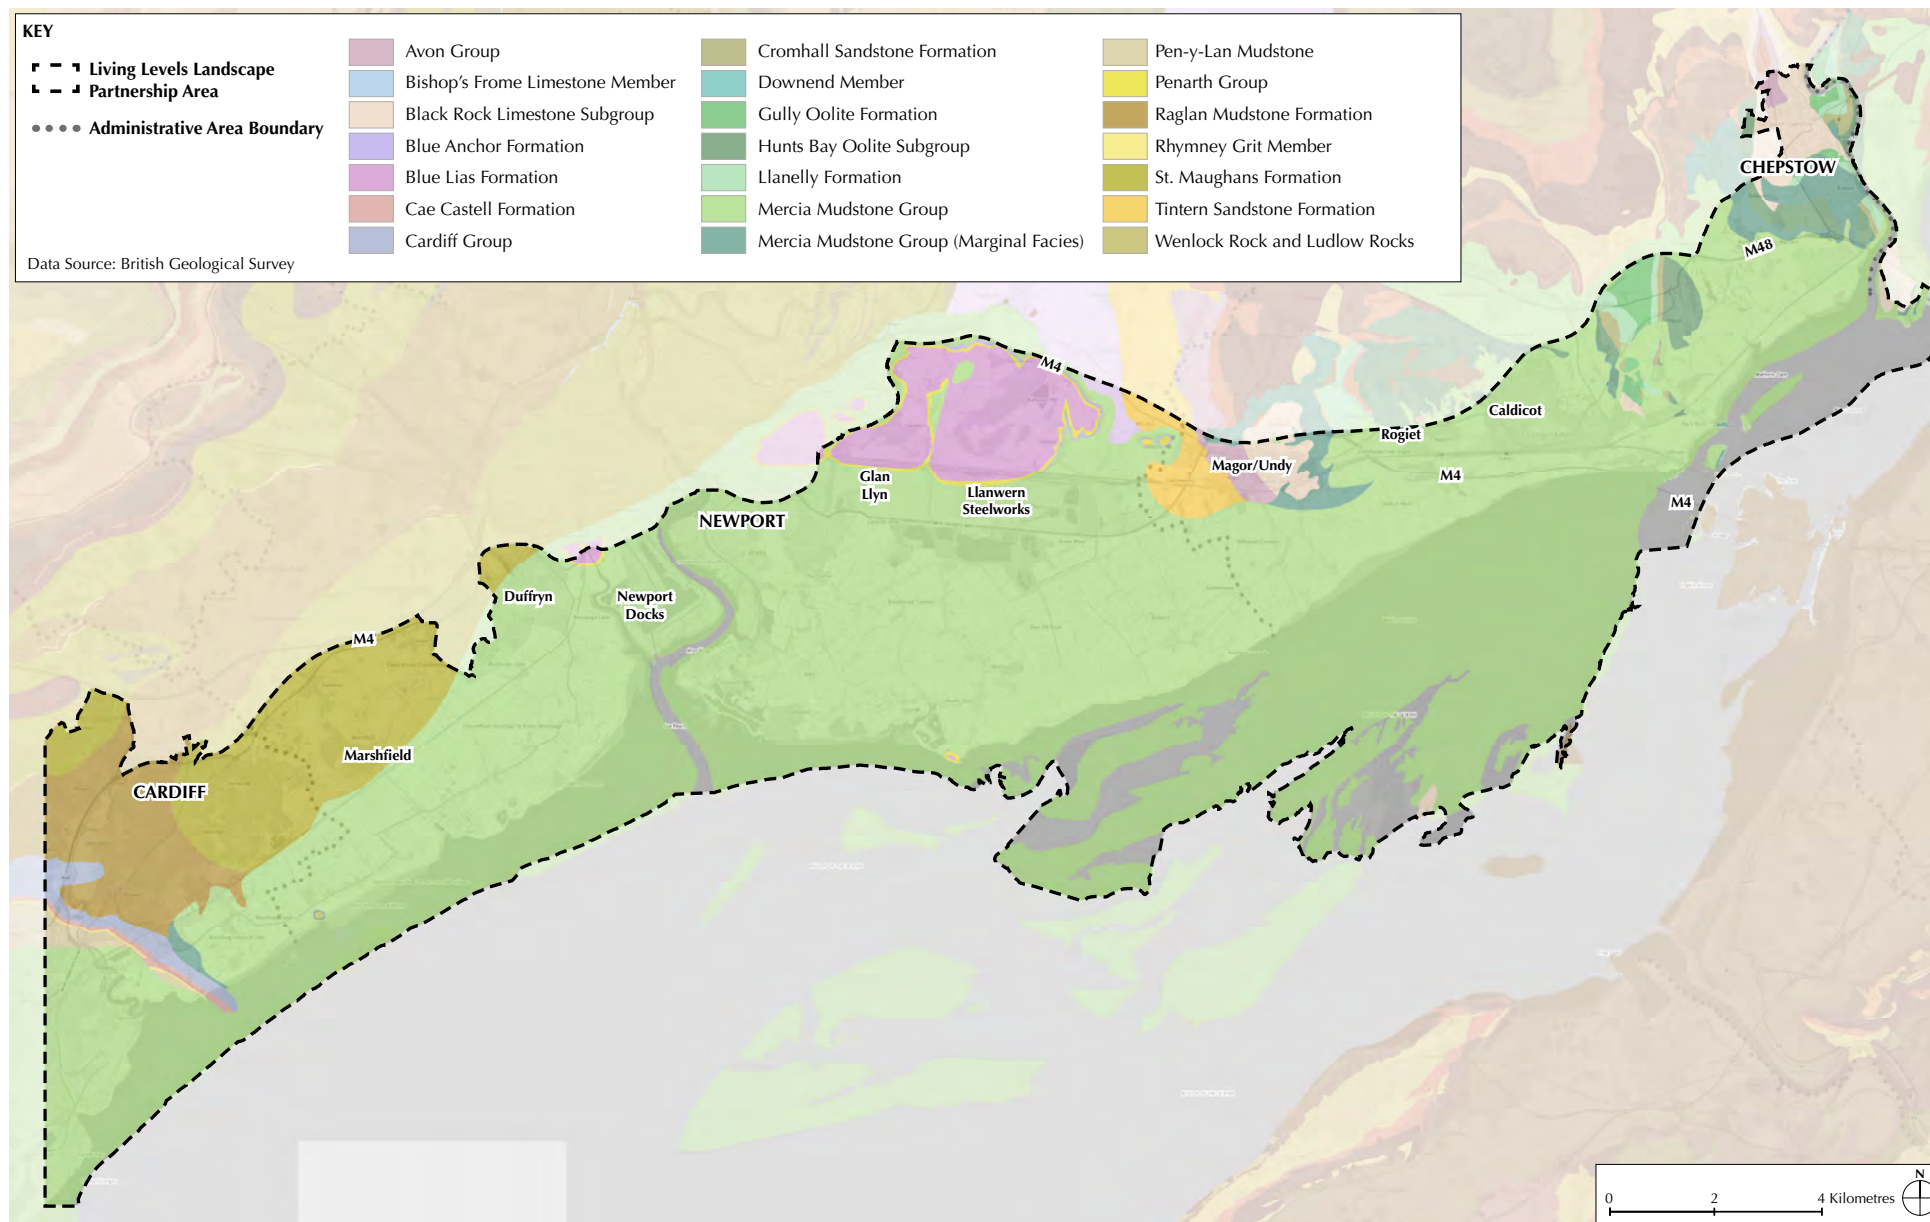 KEY
Living Levels Landscape
Partnership Area
Administrative Area Boundary
Data Source: British Geological Survey
Avon Group
Bishop's Frome Limestone Member
Black Rock Limestone Subgroup
Blue Anchor Formation
Blue Lias Formation
Cae Castell Formation
Cardiff Group
Cromhall Sandstone Formation
Downend Member
Gully Oolite Formation
Hunts Bay Oolite Subgroup
Llanelly Formation
Mercia Mudstone Group
Mercia Mudstone Group (Marginal Facies)
Pen-y-Lan Mudstone
Penarth Group
Raglan Mudstone Formation
Rhymney Grit Member
St. Maughans Formation
Tintern Sandstone Formation
Wenlock Rock and Ludlow Rocks
CHEPSTOW
M48
M4
Caldicot
Rogiet
Magor/Undy
M4
M4
Glan
Llyn
Llanwern
Steelworks
NEWPORT
Duffryn
Newport
Docks
M4
Marshfield
CARDIFF
N
0 2 4 Kilometres